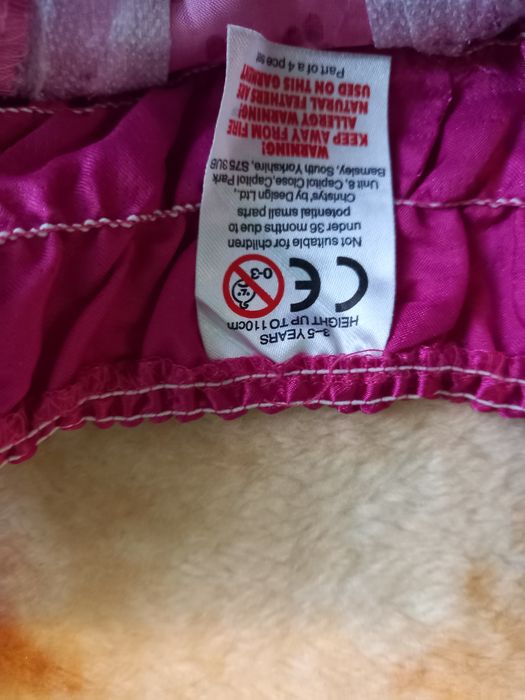 3-5 YEARS
HEIGHT UP TO 110cm
CE
0-3
Not suitable for children
under 36 months due to
potential small parts
Christys' by Design Ltd.,
Unit 8, Capitol Close, Capitol Park
Barnsley, South Yorkshire, S75 3UB
WARNING!
KEEP AWAY FROM FIRE
ALLERGY WARNING!
NATURAL FEATHERS ARE
USED ON THIS GARMENT
Part of a 4 pce set